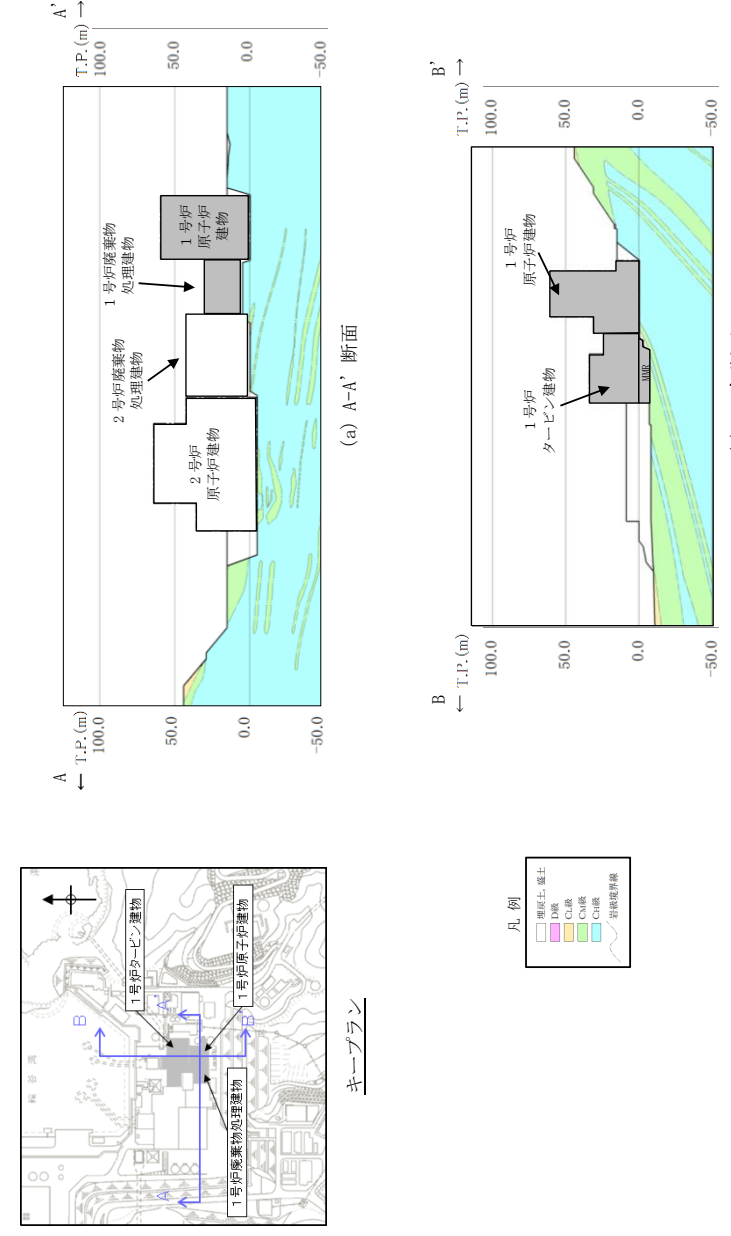 A
← T.P.(m)
100.0
50.0
0.0
-50.0
2号炉
原子炉建物
2号炉廃棄物
処理建物
1号炉廃棄物
処理建物
1号炉
原子炉
建物
A'
T.P.(m) →
100.0
50.0
0.0
-50.0
(a) A-A' 断面
B
← T.P.(m)
100.0
50.0
0.0
-50.0
1号炉
タービン建物
1号炉
原子炉建物
MMR
B'
T.P.(m) →
100.0
50.0
0.0
-50.0
輪谷湾
B
1号炉タービン建物
A
A'
1号炉原子炉建物
B'
1号炉廃棄物処理建物
キープラン
凡例
埋戻土, 盛土
D級
CL級
CM級
CH級
岩級境界線